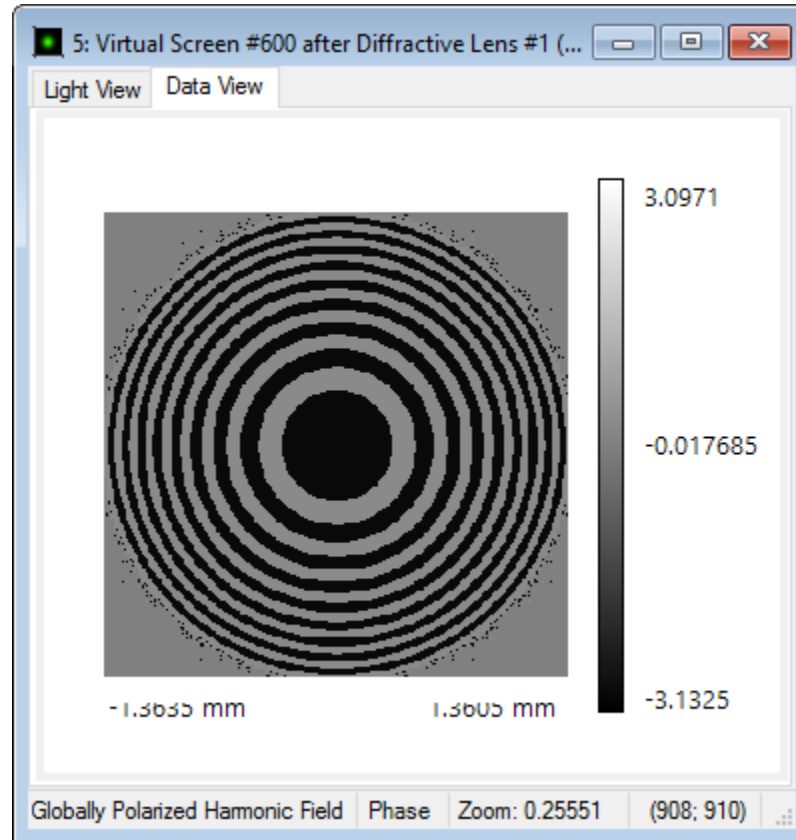 5: Virtual Screen #600 after Diffractive Lens #1 (...
Light View Data View
3.0971
-0.017685
-3.1325
-1.3635 mm 1.3605 mm
Globally Polarized Harmonic Field Phase Zoom: 0.25551 (908; 910)